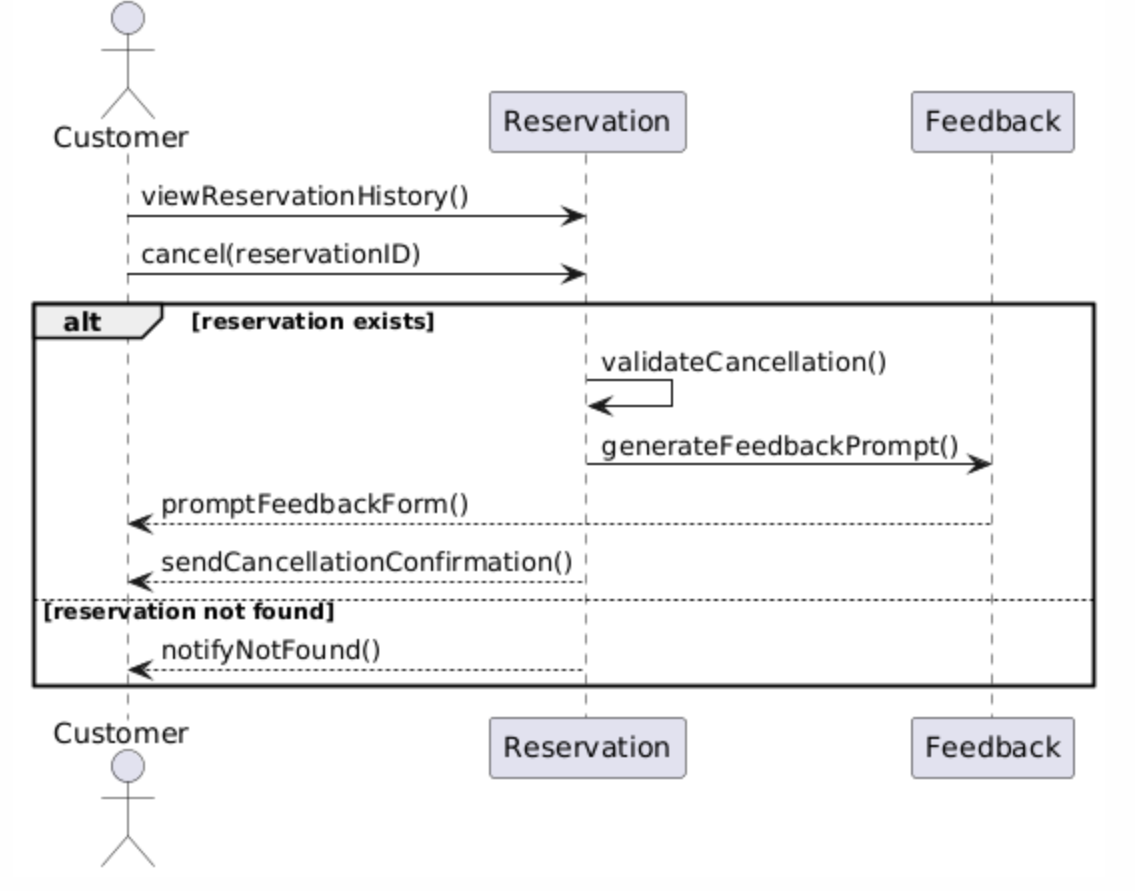 Customer
Reservation
Feedback
viewReservationHistory()
cancel(reservationID)
alt
[reservation exists]
validateCancellation()
generateFeedbackPrompt()
promptFeedbackForm()
sendCancellationConfirmation()
[reservation not found]
notifyNotFound()
Customer
Reservation
Feedback